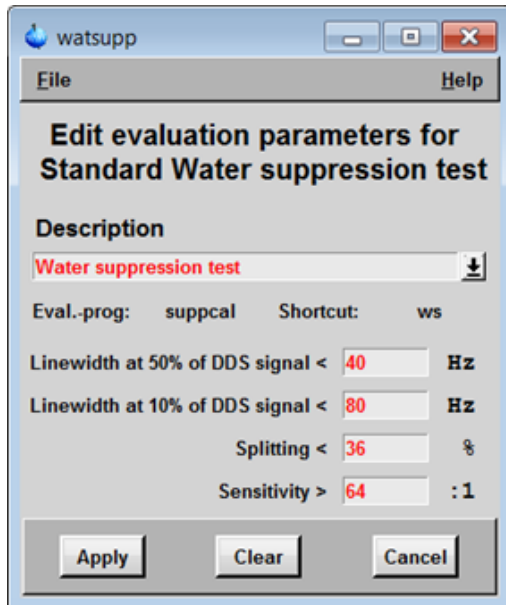 watsupp
File Help
Edit evaluation parameters for
Standard Water suppression test
Description
Water suppression test
Eval.-prog: suppcal Shortcut: ws
Linewidth at 50% of DDS signal < 40 Hz
Linewidth at 10% of DDS signal < 80 Hz
Splitting < 36 %
Sensitivity > 64 :1
Apply Clear Cancel